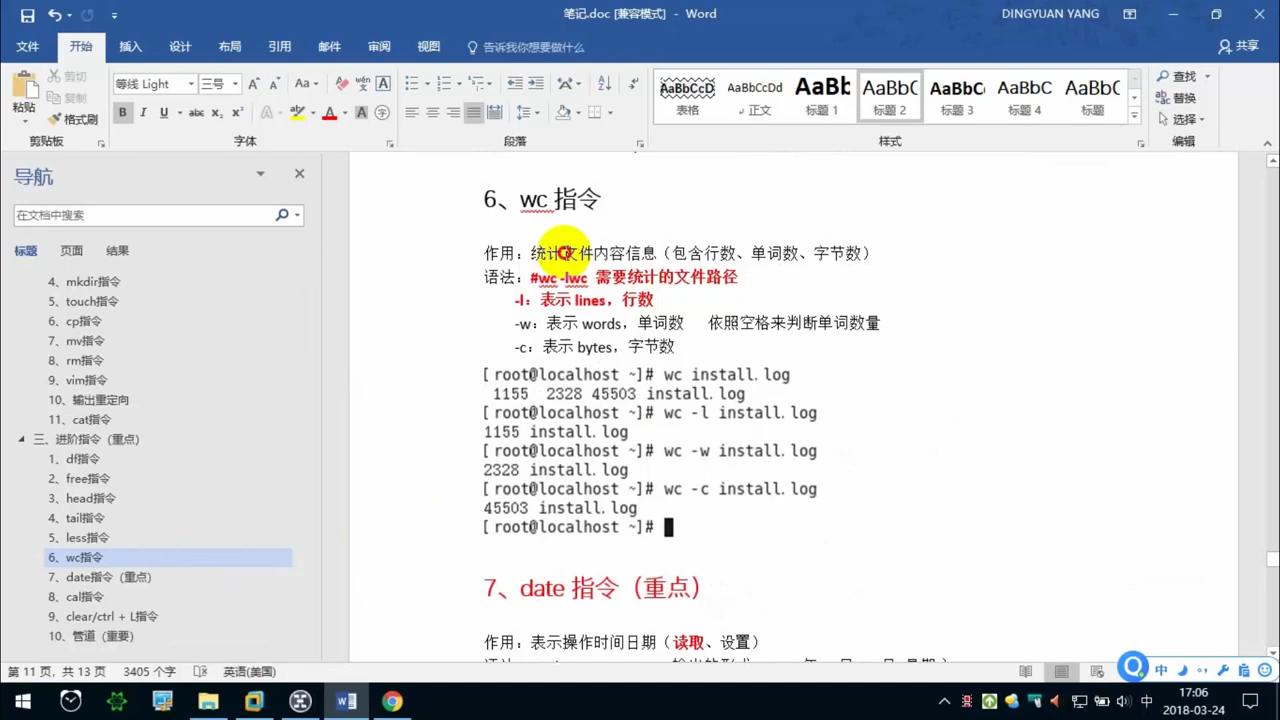 笔记.doc [兼容模式] - Word
DINGYUAN YANG
文件 开始 插入 设计 布局 引用 邮件 审阅 视图 告诉我你想要做什么 共享
粘贴
剪切
复制
格式刷
剪贴板
等线 Light
三号
字体
段落
AaBbCcDd 表格
AaBbCcDd 正文
AaBb 标题 1
AaBbC 标题 2
AaBbC 标题 3
AaBbC 标题 4
AaBbC 标题
样式
查找
替换
选择
编辑
导航
在文档中搜索
标题 页面 结果
4、mkdir指令
5、touch指令
6、cp指令
7、mv指令
8、rm指令
9、vim指令
10、输出重定向
11、cat指令
三、进阶指令（重点）
1、df指令
2、free指令
3、head指令
4、tail指令
5、less指令
6、wc指令
7、date指令（重点）
8、cal指令
9、clear/ctrl + L指令
10、管道（重要）
6、wc 指令
作用：统计文件内容信息（包含行数、单词数、字节数）
语法：#wc -lwc 需要统计的文件路径
-l：表示 lines，行数
-w：表示 words，单词数 依照空格来判断单词数量
-c：表示 bytes，字节数
[root@localhost ~]# wc install.log
1155 2328 45503 install.log
[root@localhost ~]# wc -l install.log
1155 install.log
[root@localhost ~]# wc -w install.log
2328 install.log
[root@localhost ~]# wc -c install.log
45503 install.log
[root@localhost ~]#
7、date 指令（重点）
作用：表示操作时间日期（读取、设置）
第 11 页，共 13 页 3405 个字 英语(美国)
中
中
17:06
2018-03-24